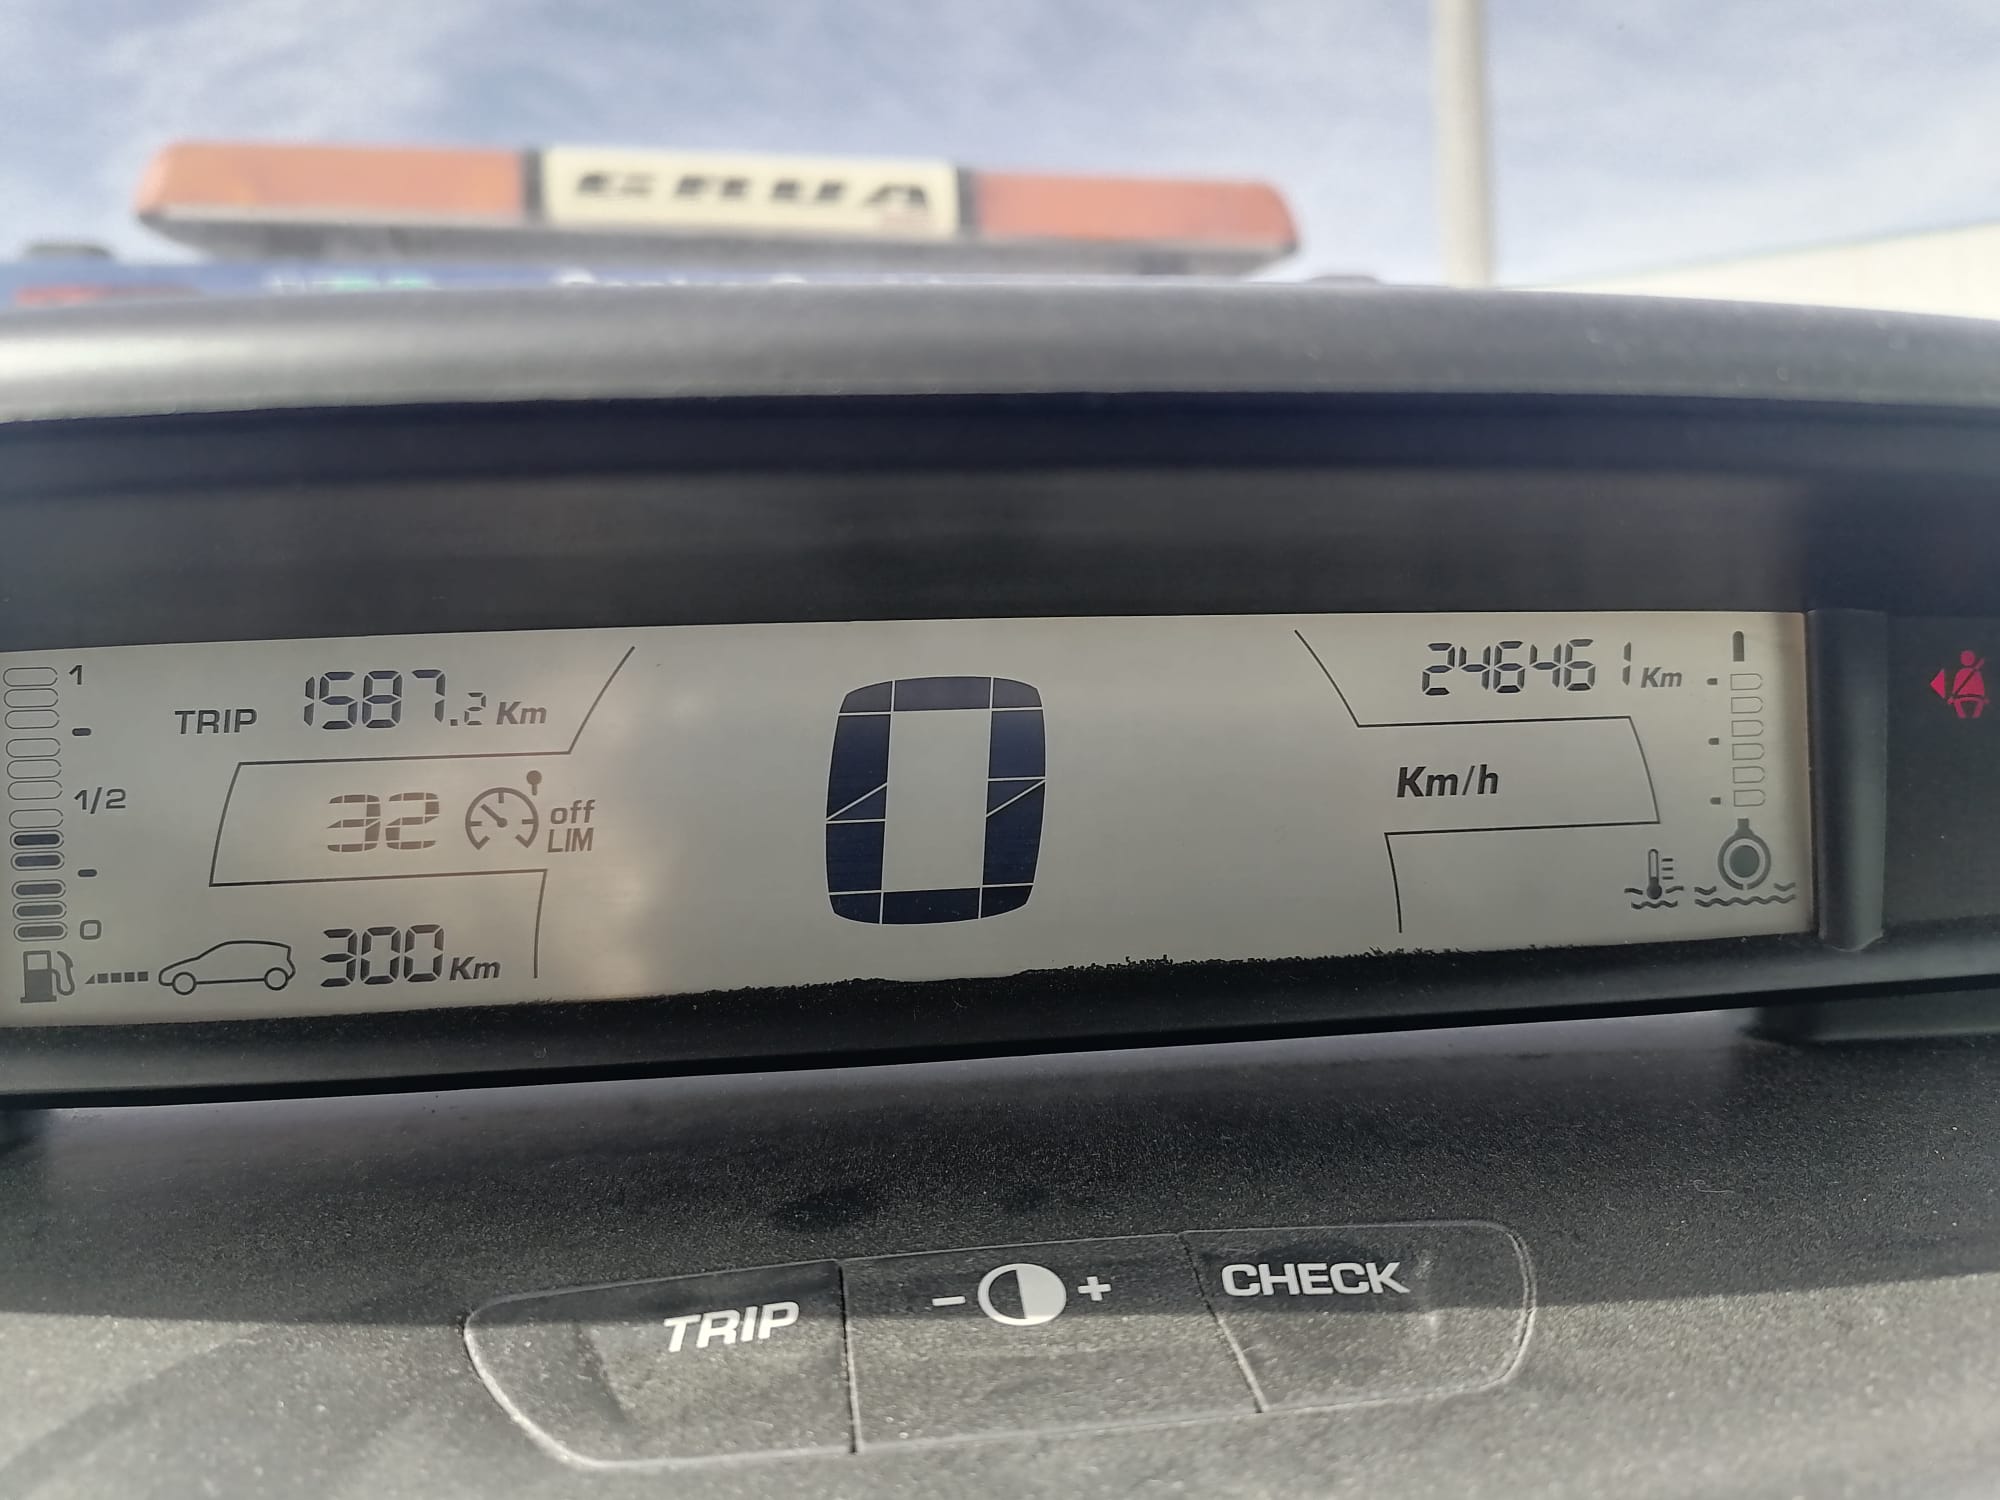 GRUA
1
TRIP 1587.2 Km
246461 Km
1/2
32 off
LIM
0
Km/h
0
300 Km
TRIP
- +
CHECK